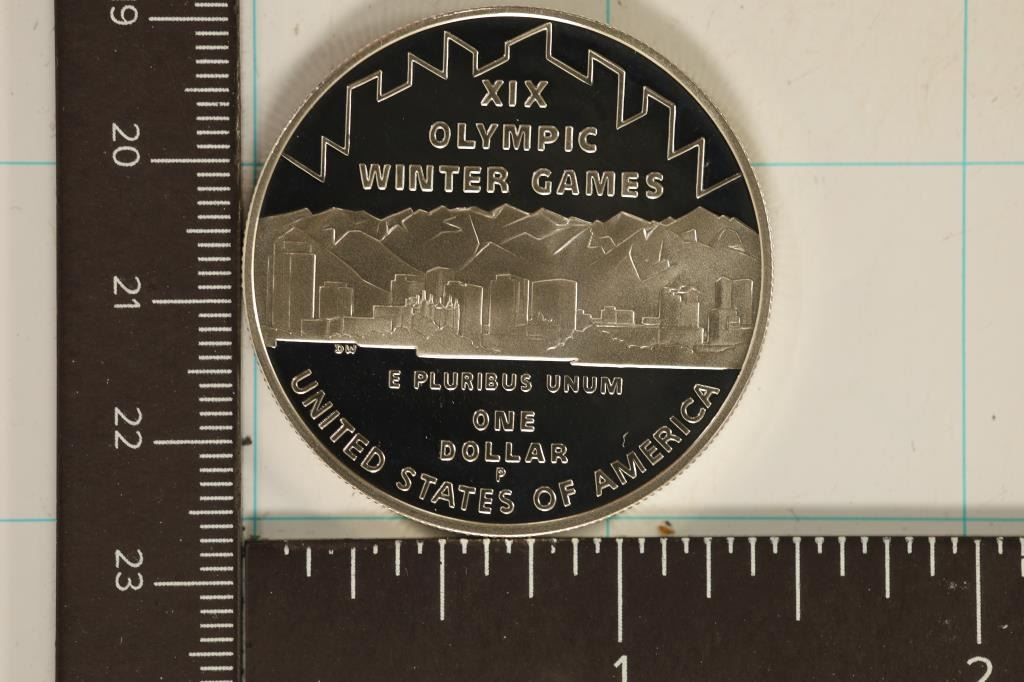 XIX
OLYMPIC
WINTER GAMES
DW
E PLURIBUS UNUM
ONE
DOLLAR
P
UNITED STATES OF AMERICA
19
20
21
22
23
1
2